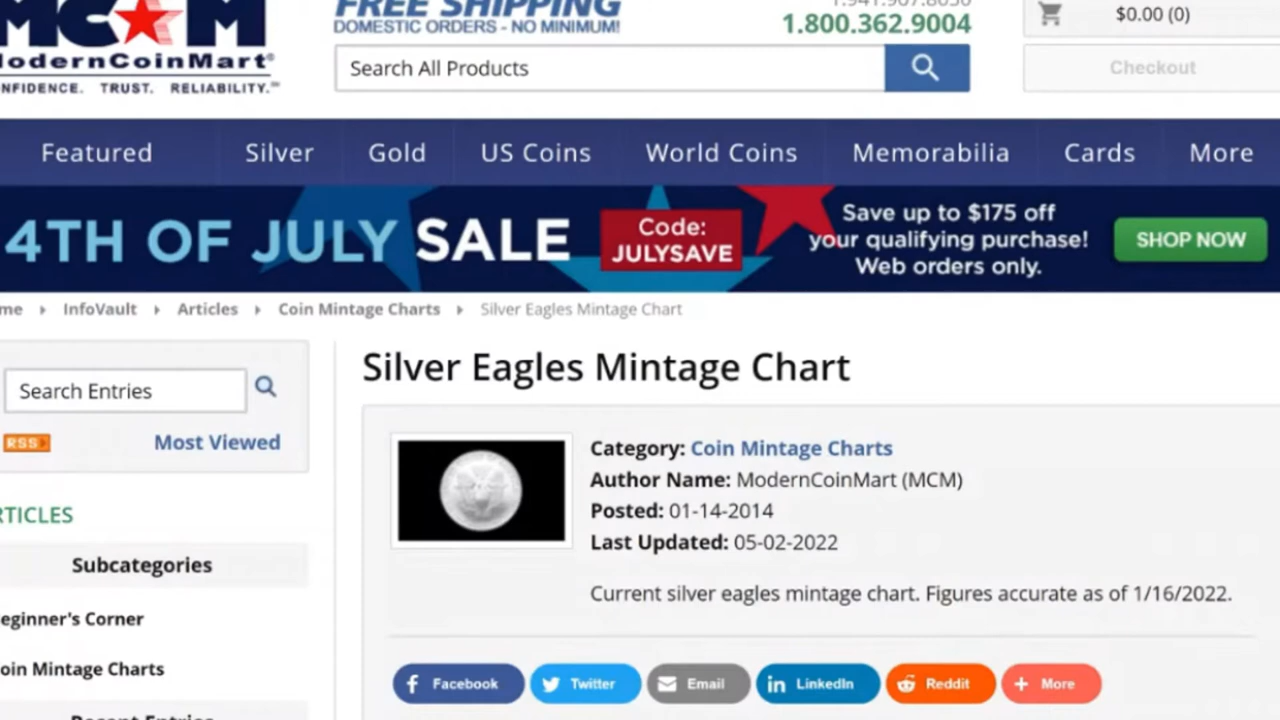 MCM
FREE SHIPPING
DOMESTIC ORDERS - NO MINIMUM!
1.800.362.9004
$0.00 (0)
odernCoinMart®
NFIDENCE. TRUST. RELIABILITY.℠
Search All Products
Checkout
Featured Silver Gold US Coins World Coins Memorabilia Cards More
4TH OF JULY SALE
Code:
JULYSAVE
Save up to $175 off
your qualifying purchase!
Web orders only.
SHOP NOW
me InfoVault Articles Coin Mintage Charts Silver Eagles Mintage Chart
Search Entries
RSS
Most Viewed
RTICLES
Subcategories
eginner's Corner
oin Mintage Charts
Recent Entries
Silver Eagles Mintage Chart
Category: Coin Mintage Charts
Author Name: ModernCoinMart (MCM)
Posted: 01-14-2014
Last Updated: 05-02-2022
Current silver eagles mintage chart. Figures accurate as of 1/16/2022.
Facebook Twitter Email LinkedIn Reddit More